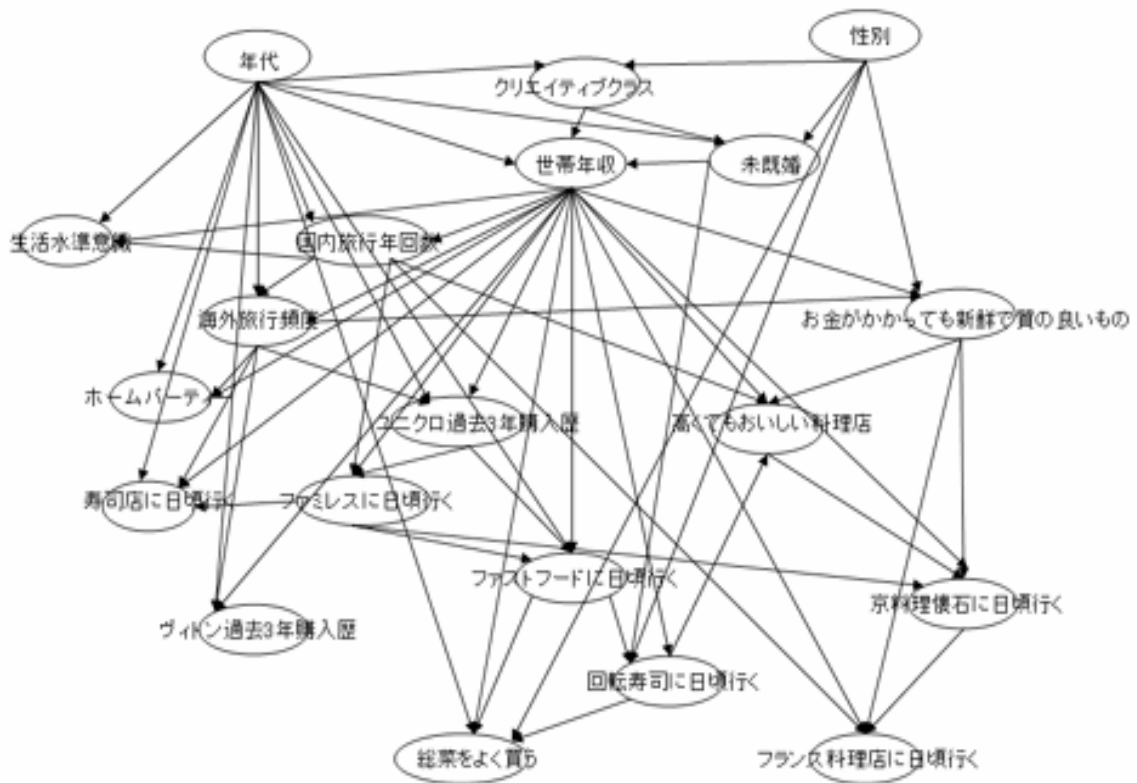 性別
年代
クリエイティブクラス
世帯年収
未既婚
生活水準意識
国内旅行年回数
海外旅行頻度
お金がかかっても新鮮で質の良いもの
ホームパーティー
ユニクロ過去3年購入歴
高くてもおいしい料理店
寿司店に日頃行く
ファミレスに日頃行く
ファストフードに日頃行く
京料理懐石に日頃行く
ヴィトン過去3年購入歴
回転寿司に日頃行く
総菜をよく買う
フランス料理店に日頃行く